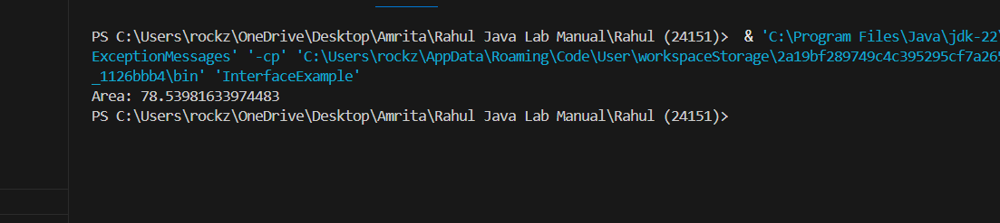 PS C:\Users\rockz\OneDrive\Desktop\Amrita\Rahul Java Lab Manual\Rahul (24151)>  & 'C:\Program Files\Java\jdk-22\
ExceptionMessages' '-cp' 'C:\Users\rockz\AppData\Roaming\Code\User\workspaceStorage\2a19bf289749c4c395295cf7a265
_1126bbb4\bin' 'InterfaceExample'
Area: 78.53981633974483
PS C:\Users\rockz\OneDrive\Desktop\Amrita\Rahul Java Lab Manual\Rahul (24151)>